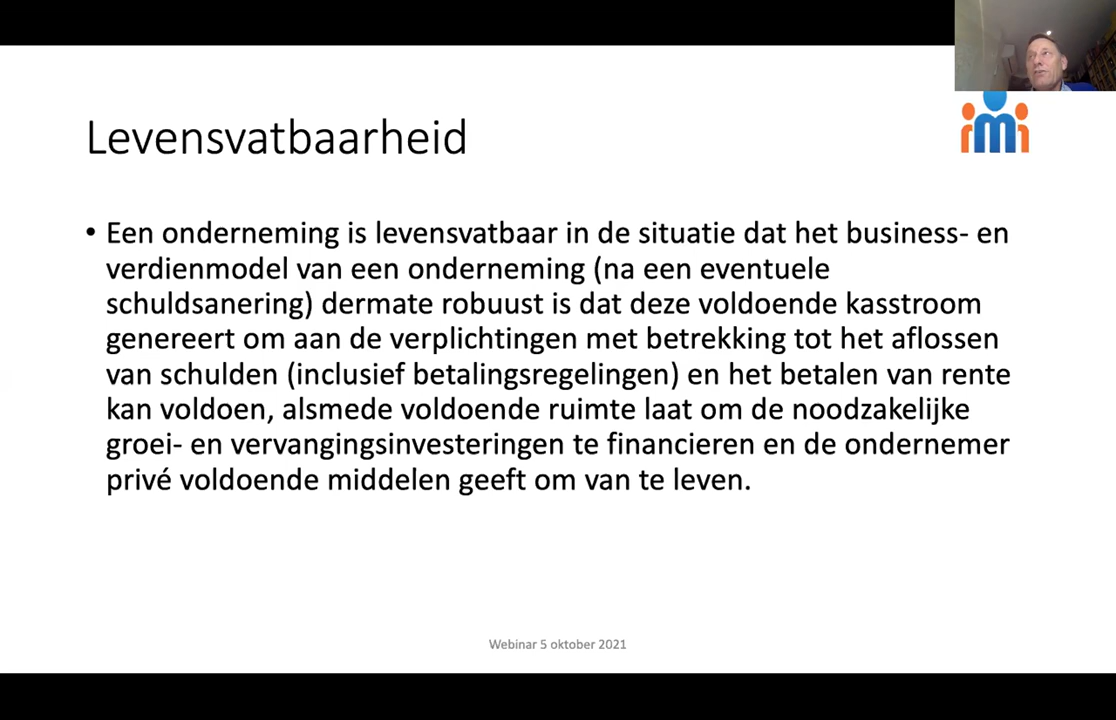 imi
Levensvatbaarheid
• Een onderneming is levensvatbaar in de situatie dat het business- en
verdienmodel van een onderneming (na een eventuele
schuldsanering) dermate robuust is dat deze voldoende kasstroom
genereert om aan de verplichtingen met betrekking tot het aflossen
van schulden (inclusief betalingsregelingen) en het betalen van rente
kan voldoen, alsmede voldoende ruimte laat om de noodzakelijke
groei- en vervangingsinvesteringen te financieren en de ondernemer
privé voldoende middelen geeft om van te leven.
Webinar 5 oktober 2021